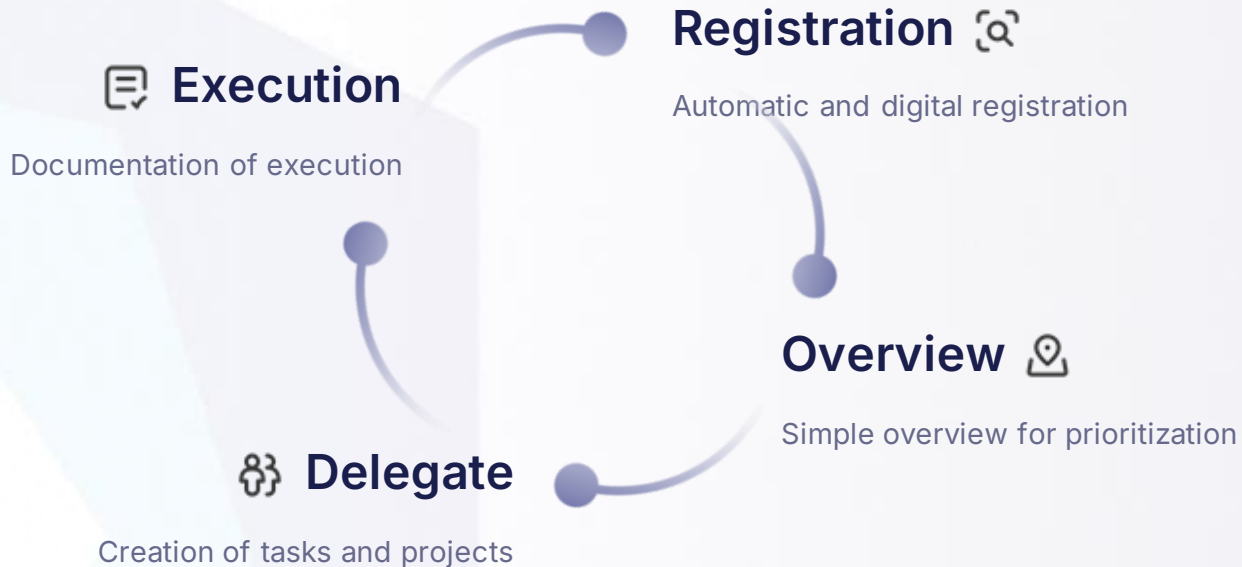 Registration
Automatic and digital registration
Execution
Documentation of execution
Overview
Simple overview for prioritization
Delegate
Creation of tasks and projects